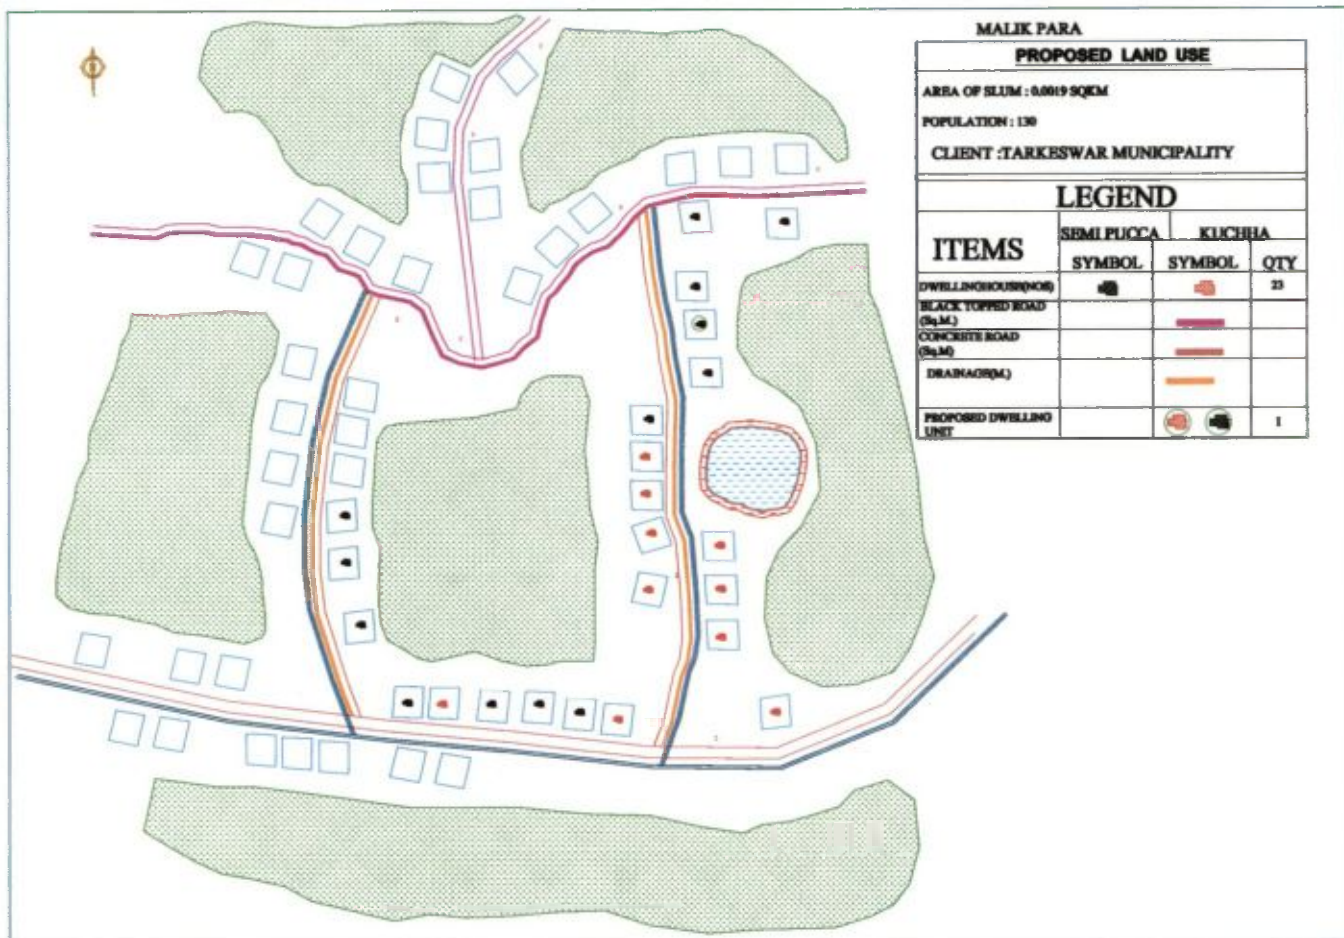 MALIK PARA
PROPOSED LAND USE
AREA OF SLUM : 0.0019 SQKM
POPULATION : 130
CLIENT :TARKESWAR MUNICIPALITY
LEGEND
ITEMS SEMI PUCCA KUCHHA
SYMBOL SYMBOL QTY
DWELLINGHOUSE(NOS) 23
BLACK TOPPED ROAD
(Sq.M.)
CONCRETE ROAD
(Sq.M)
DRAINAGE(M.)
PROPOSED DWELLING 1
UNIT